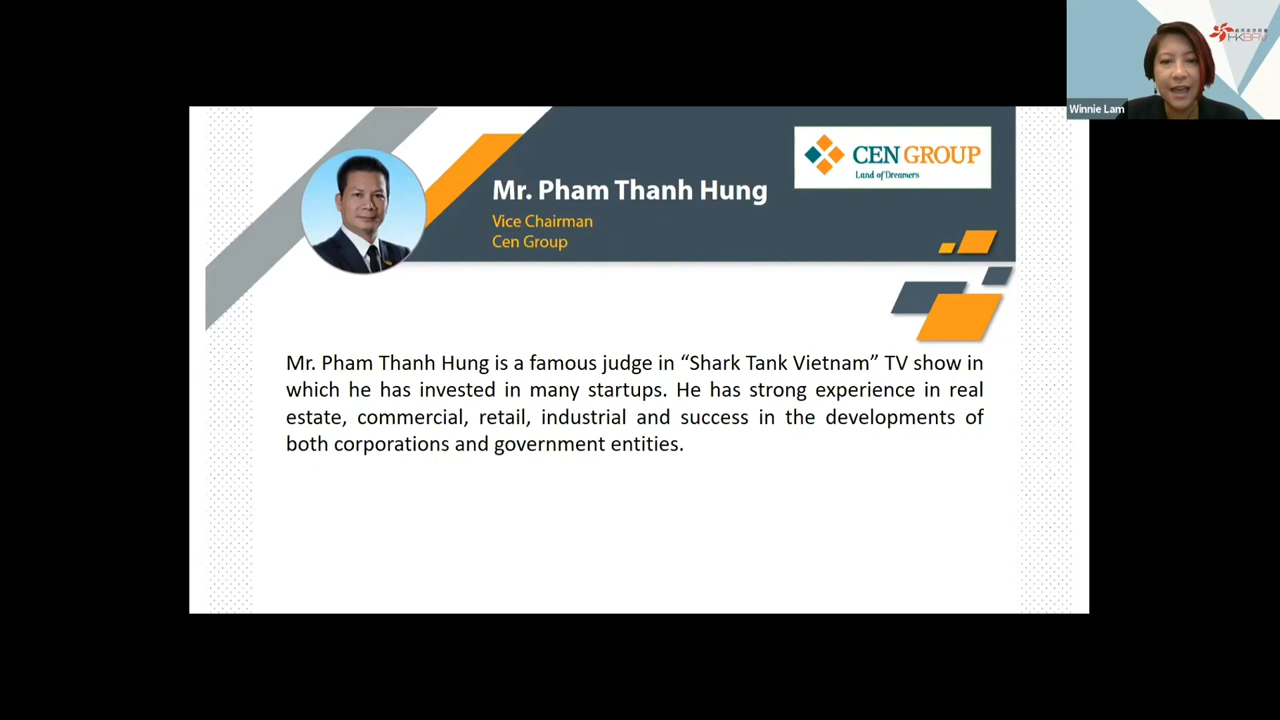 HKBAV
Winnie Lam
CEN GROUP
Land of Dreamers
Mr. Pham Thanh Hung
Vice Chairman
Cen Group
Mr. Pham Thanh Hung is a famous judge in “Shark Tank Vietnam” TV show in
which he has invested in many startups. He has strong experience in real
estate, commercial, retail, industrial and success in the developments of
both corporations and government entities.